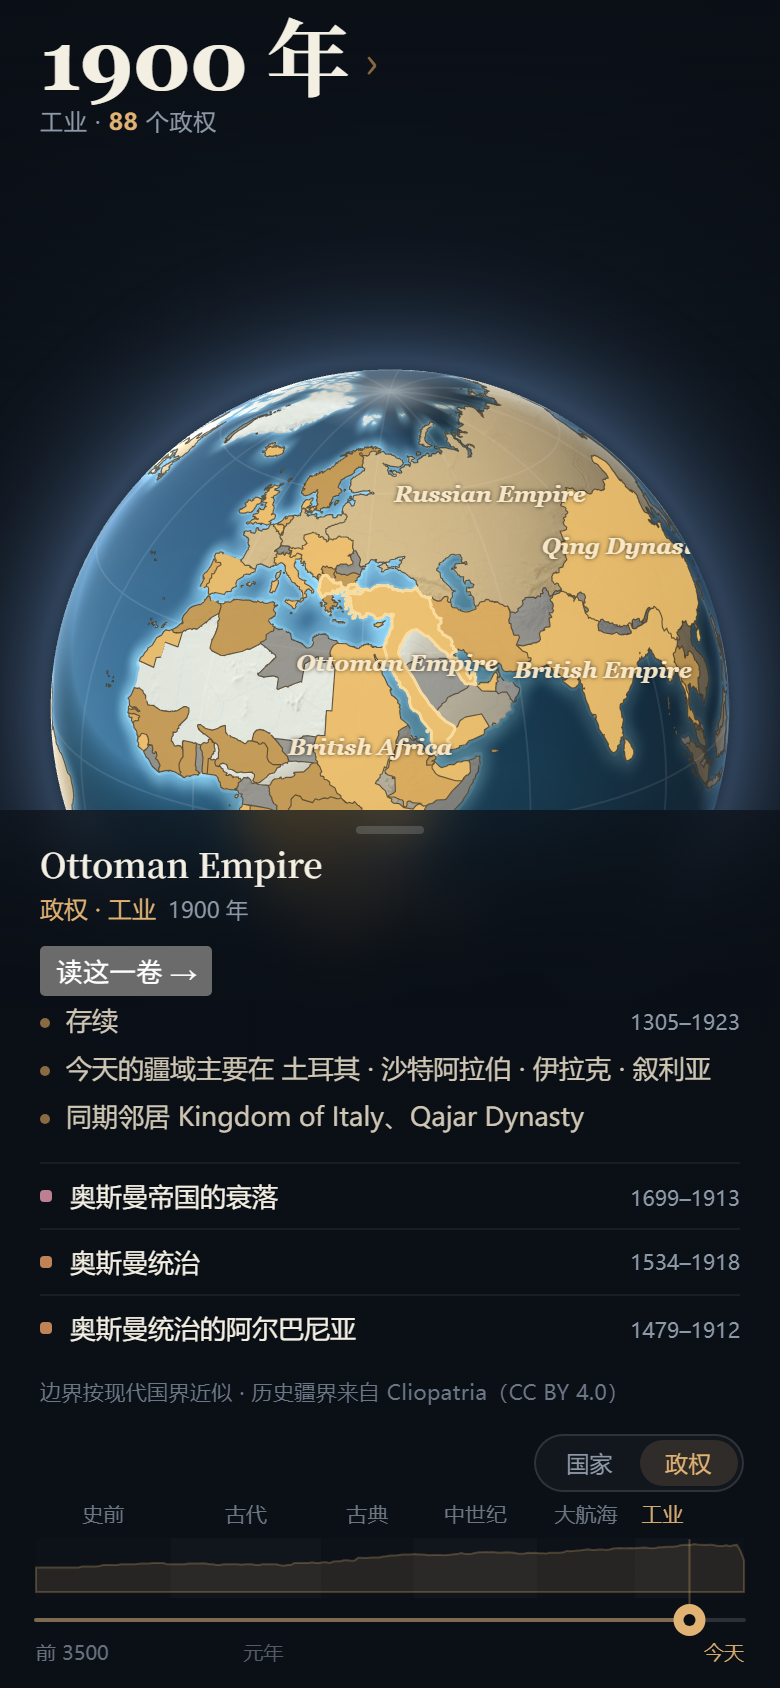 1900 年 ›
工业 · 88 个政权
Russian Empire
Qing Dynas
Ottoman Empire
British Empire
British Africa
Ottoman Empire
政权 · 工业 1900 年
读这一卷 →
存续 1305–1923
今天的疆域主要在 土耳其 · 沙特阿拉伯 · 伊拉克 · 叙利亚
同期邻居 Kingdom of Italy、Qajar Dynasty
奥斯曼帝国的衰落 1699–1913
奥斯曼统治 1534–1918
奥斯曼统治的阿尔巴尼亚 1479–1912
边界按现代国界近似 · 历史疆界来自 Cliopatria（CC BY 4.0）
国家 政权
史前 古代 古典 中世纪 大航海 工业
前 3500 元年 今天